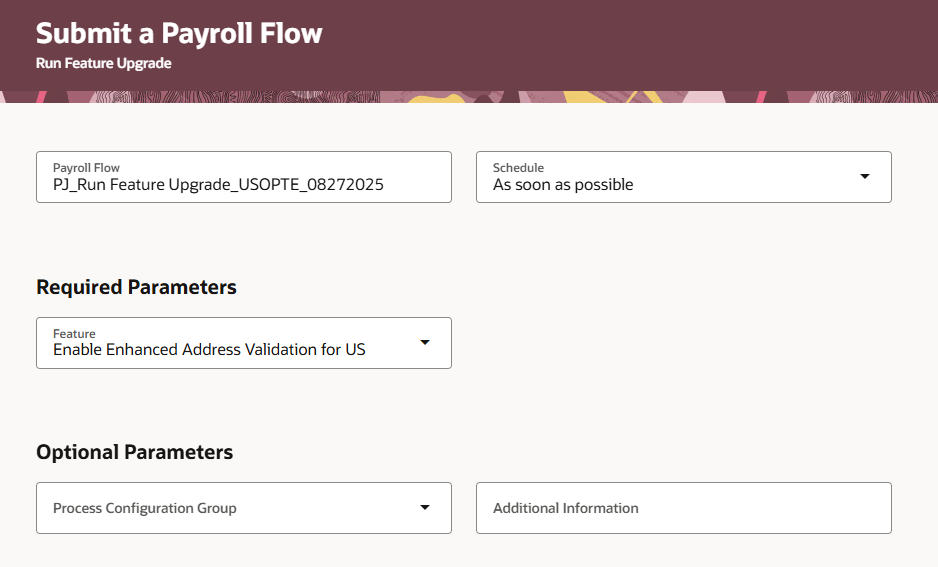 Submit a Payroll Flow
Run Feature Upgrade
Payroll Flow
PJ_Run Feature Upgrade_USOPTE_08272025
Schedule
As soon as possible
Required Parameters
Feature
Enable Enhanced Address Validation for US
Optional Parameters
Process Configuration Group
Additional Information